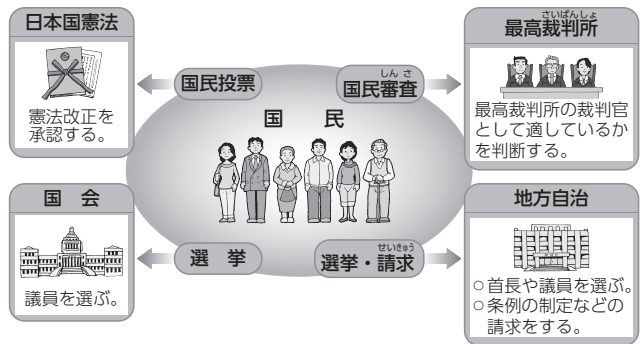 日本国憲法
憲法改正を
承認する。
国民投票
しんさ
国民審査
さいばんしょ
最高裁判所
最高裁判所の裁判官
として適しているか
を判断する。
国 民
国 会
議員を選ぶ。
選 挙
せいきゅう
選挙・請求
地方自治
○首長や議員を選ぶ。
○条例の制定などの
請求をする。